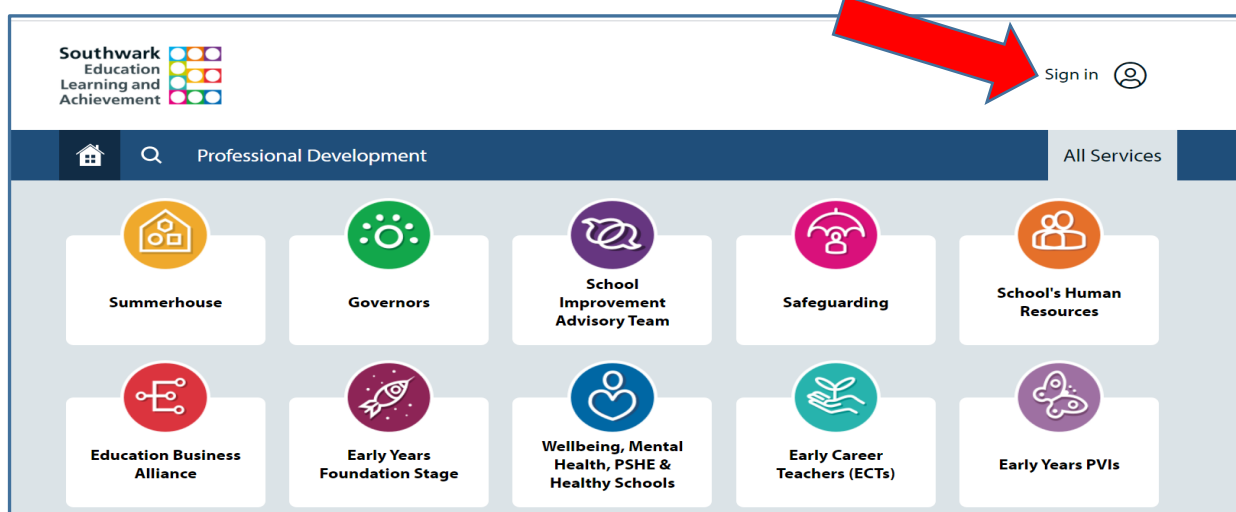 Southwark
Education
Learning and
Achievement
Sign in
Professional Development
All Services
Summerhouse
Governors
School
Improvement
Advisory Team
Safeguarding
School's Human
Resources
Education Business
Alliance
Early Years
Foundation Stage
Wellbeing, Mental
Health, PSHE &
Healthy Schools
Early Career
Teachers (ECTs)
Early Years PVIs